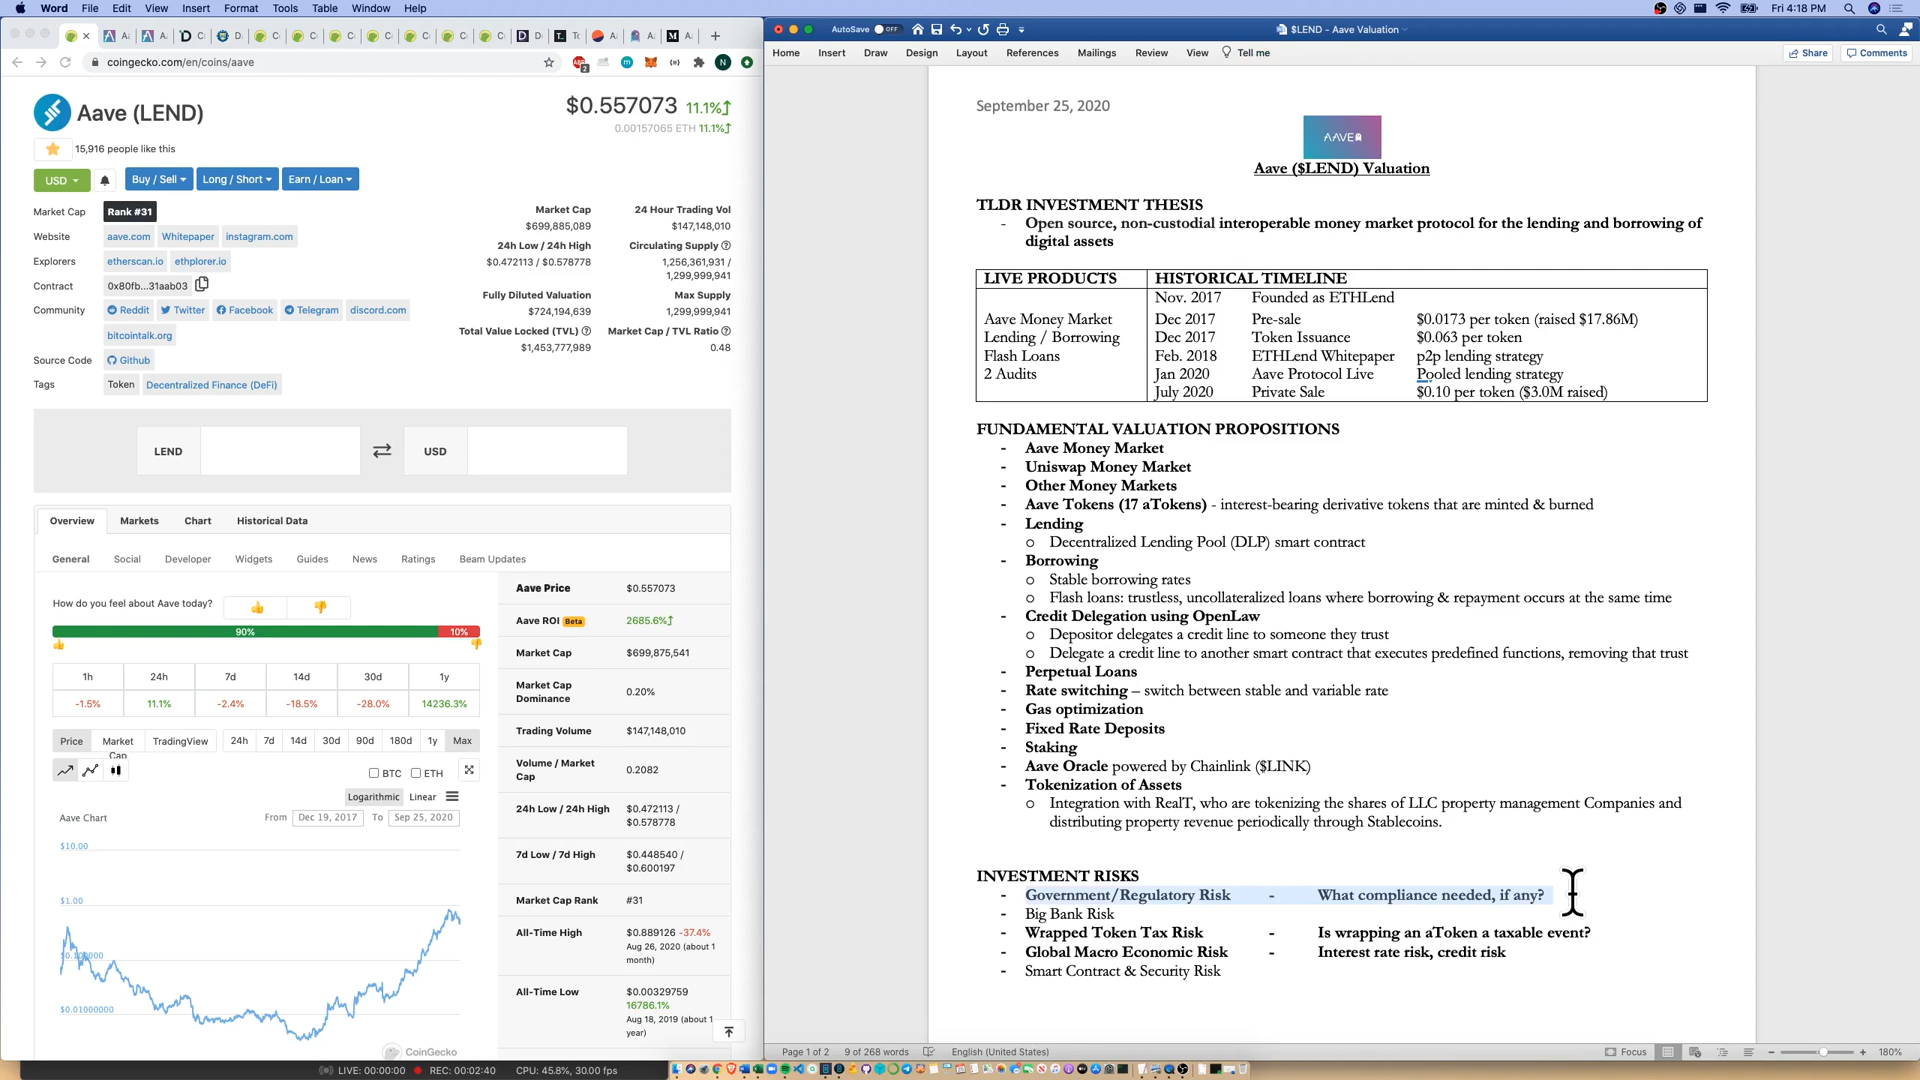 Word File Edit View Insert Format Tools Table Window Help
Fri 4:18 PM
coingecko.com/en/coins/aave
Aave (LEND)
$0.557073 11.1%
0.00157065 ETH 11.1%
15,916 people like this
USD
Buy / Sell
Long / Short
Earn / Loan
Market Cap Rank #31
Website aave.com Whitepaper instagram.com
Explorers etherscan.io ethplorer.io
Contract 0x80fb...31aab03
Community Reddit Twitter Facebook Telegram discord.com
bitcointalk.org
Source Code Github
Tags Token Decentralized Finance (DeFi)
Market Cap
$699,885,089
24 Hour Trading Vol
$147,148,010
24h Low / 24h High
$0.472113 / $0.578778
Circulating Supply
1,256,361,931 /
1,299,999,941
Fully Diluted Valuation
$724,194,639
Max Supply
1,299,999,941
Total Value Locked (TVL)
$1,453,777,989
Market Cap / TVL Ratio
0.48
LEND
USD
Overview Markets Chart Historical Data
General Social Developer Widgets Guides News Ratings Beam Updates
How do you feel about Aave today?
90% 10%
1h 24h 7d 14d 30d 1y
-1.5% 11.1% -2.4% -18.5% -28.0% 14236.3%
Price Market Cap TradingView 24h 7d 14d 30d 90d 180d 1y Max
BTC ETH
Logarithmic Linear
Aave Chart
From Dec 19, 2017 To Sep 25, 2020
$10.00
$1.00
$0.100000
$0.01000000
CoinGecko
Aave Price $0.557073
Aave ROI Beta 2685.6%
Market Cap $699,875,541
Market Cap
Dominance
0.20%
Trading Volume $147,148,010
Volume / Market
Cap
0.2082
24h Low / 24h High
$0.472113 /
$0.578778
7d Low / 7d High
$0.448540 /
$0.600197
Market Cap Rank #31
All-Time High
$0.889126 -37.4%
Aug 26, 2020 (about 1
month)
All-Time Low
$0.00329759
16786.1%
Aug 18, 2019 (about 1
year)
LIVE: 00:00:00 REC: 00:02:40 CPU: 45.8%, 30.00 fps
AutoSave OFF
$LEND - Aave Valuation
Home Insert Draw Design Layout References Mailings Review View Tell me
Share Comments
September 25, 2020
AAVE
Aave ($LEND) Valuation
TLDR INVESTMENT THESIS
- Open source, non-custodial interoperable money market protocol for the lending and borrowing of
digital assets
LIVE PRODUCTS HISTORICAL TIMELINE
Nov. 2017 Founded as ETHLend
Aave Money Market Dec 2017 Pre-sale $0.0173 per token (raised $17.86M)
Lending / Borrowing Dec 2017 Token Issuance $0.063 per token
Flash Loans Feb. 2018 ETHLend Whitepaper p2p lending strategy
2 Audits Jan 2020 Aave Protocol Live Pooled lending strategy
July 2020 Private Sale $0.10 per token ($3.0M raised)
FUNDAMENTAL VALUATION PROPOSITIONS
- Aave Money Market
- Uniswap Money Market
- Other Money Markets
- Aave Tokens (17 aTokens) - interest-bearing derivative tokens that are minted & burned
- Lending
o Decentralized Lending Pool (DLP) smart contract
- Borrowing
o Stable borrowing rates
o Flash loans: trustless, uncollateralized loans where borrowing & repayment occurs at the same time
- Credit Delegation using OpenLaw
o Depositor delegates a credit line to someone they trust
o Delegate a credit line to another smart contract that executes predefined functions, removing that trust
- Perpetual Loans
- Rate switching – switch between stable and variable rate
- Gas optimization
- Fixed Rate Deposits
- Staking
- Aave Oracle powered by Chainlink ($LINK)
- Tokenization of Assets
o Integration with RealT, who are tokenizing the shares of LLC property management Companies and
distributing property revenue periodically through Stablecoins.
INVESTMENT RISKS
- Government/Regulatory Risk - What compliance needed, if any?
- Big Bank Risk
- Wrapped Token Tax Risk - Is wrapping an aToken a taxable event?
- Global Macro Economic Risk - Interest rate risk, credit risk
- Smart Contract & Security Risk
Page 1 of 2 9 of 268 words English (United States)
Focus 180%